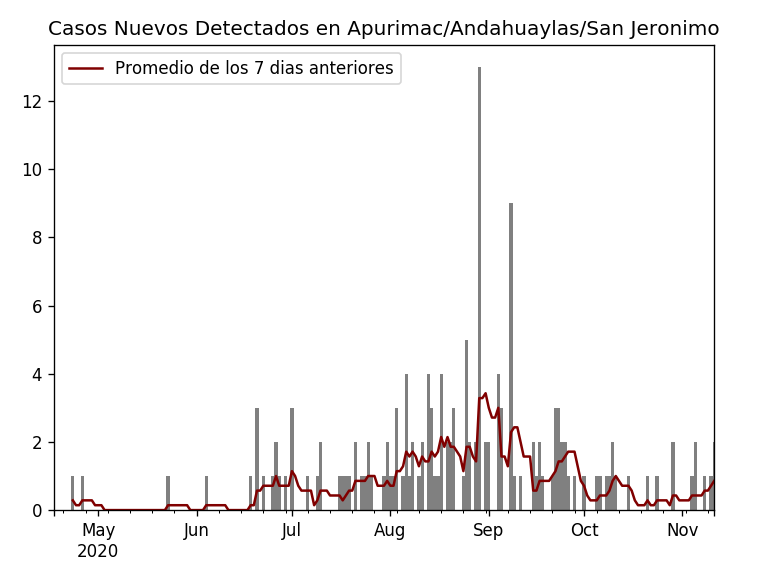 Casos Nuevos Detectados en Apurimac/Andahuaylas/San Jeronimo
Promedio de los 7 dias anteriores
12
10
8
6
4
2
0
May Jun Jul Aug Sep Oct Nov
2020